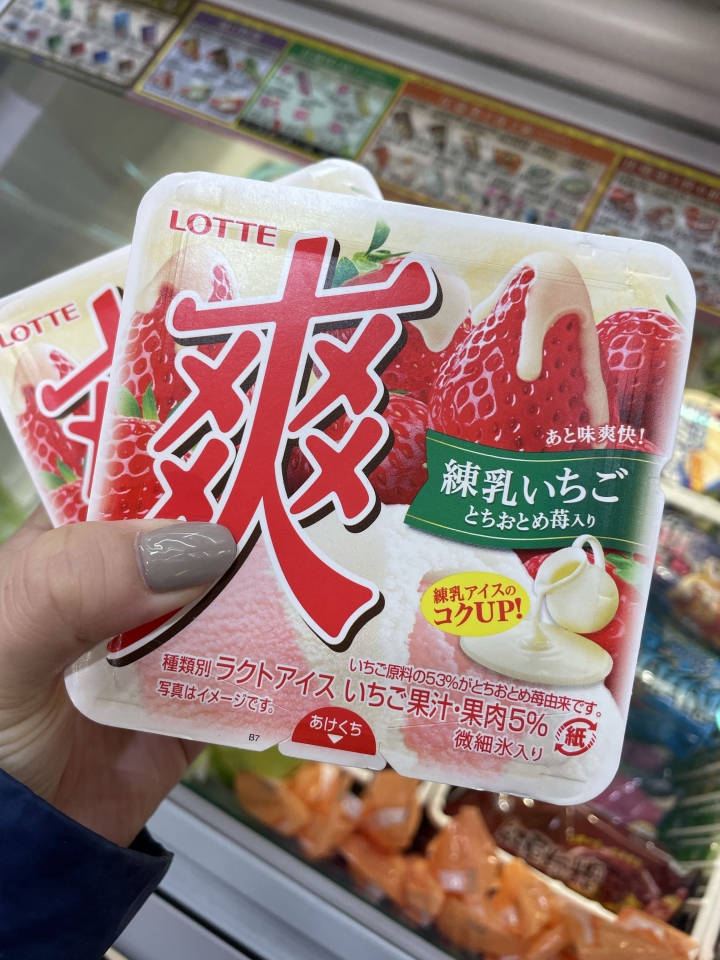 LOTTE
爽
あと味爽快!
練乳いちご
とちおとめ苺入り
練乳アイスの
コクUP!
いちご原料の53%がとちおとめ苺由来です。
種類別 ラクトアイス いちご果汁・果肉5%
写真はイメージです。
微細氷入り
紙
あけくち
B7
LOTTE